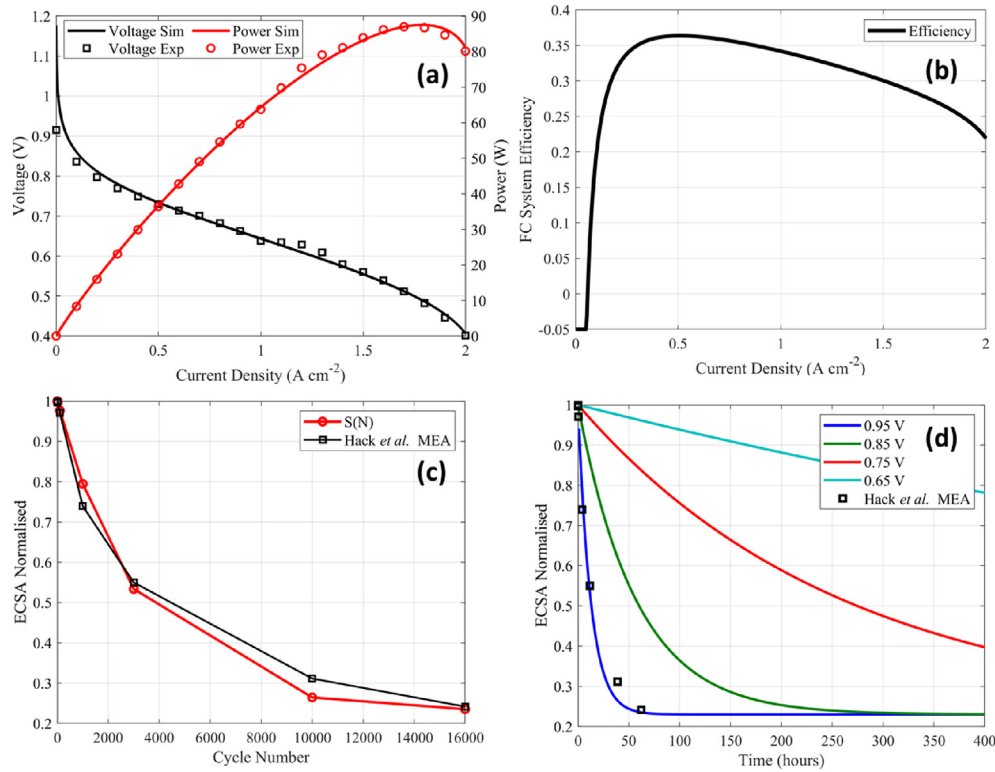 Voltage Sim Power Sim
Voltage Exp Power Exp
(a)
1.2
1.1
1
0.9
0.8
0.7
0.6
0.5
0.4
Voltage (V)
90
80
70
60
50
40
30
20
10
0
Power (W)
0 0.5 1 1.5 2
Current Density (A cm-2)
Efficiency
(b)
0.4
0.35
0.3
0.25
0.2
0.15
0.1
0.05
0
-0.05
FC System Efficiency
0 0.5 1 1.5 2
Current Density (A cm-2)
S(N)
Hack et al. MEA
(c)
1
0.9
0.8
0.7
0.6
0.5
0.4
0.3
0.2
ECSA Normalised
0 2000 4000 6000 8000 10000 12000 14000 16000
Cycle Number
0.95 V
0.85 V
0.75 V
0.65 V
Hack et al. MEA
(d)
1
0.9
0.8
0.7
0.6
0.5
0.4
0.3
0.2
ECSA Normalised
0 50 100 150 200 250 300 350 400
Time (hours)